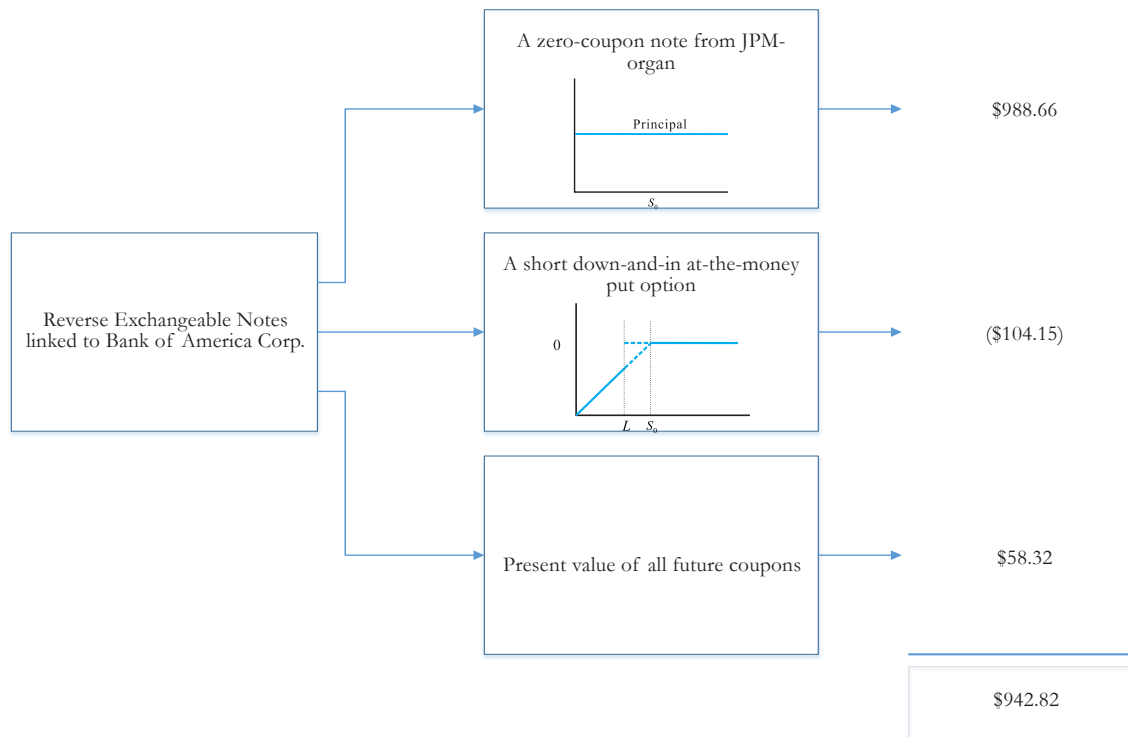 A zero-coupon note from JPM-
organ
Principal
S₀
$988.66
Reverse Exchangeable Notes
linked to Bank of America Corp.
A short down-and-in at-the-money
put option
0
L S₀
($104.15)
Present value of all future coupons
$58.32
$942.82